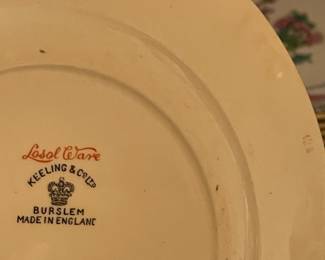 Losol Ware
KEELING & CO LTD
BURSLEM
MADE IN ENGLAND